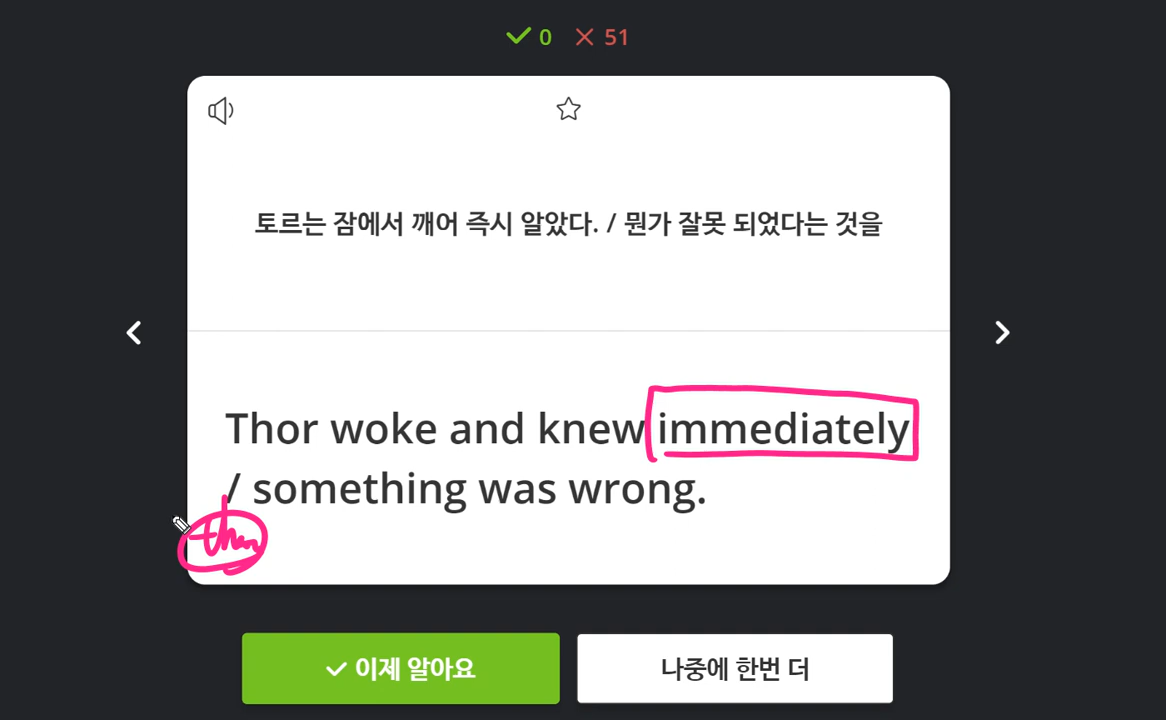 0 51
토르는 잠에서 깨어 즉시 알았다. / 뭔가 잘못 되었다는 것을
Thor woke and knew immediately
/ something was wrong.
이제 알아요 나중에 한번 더